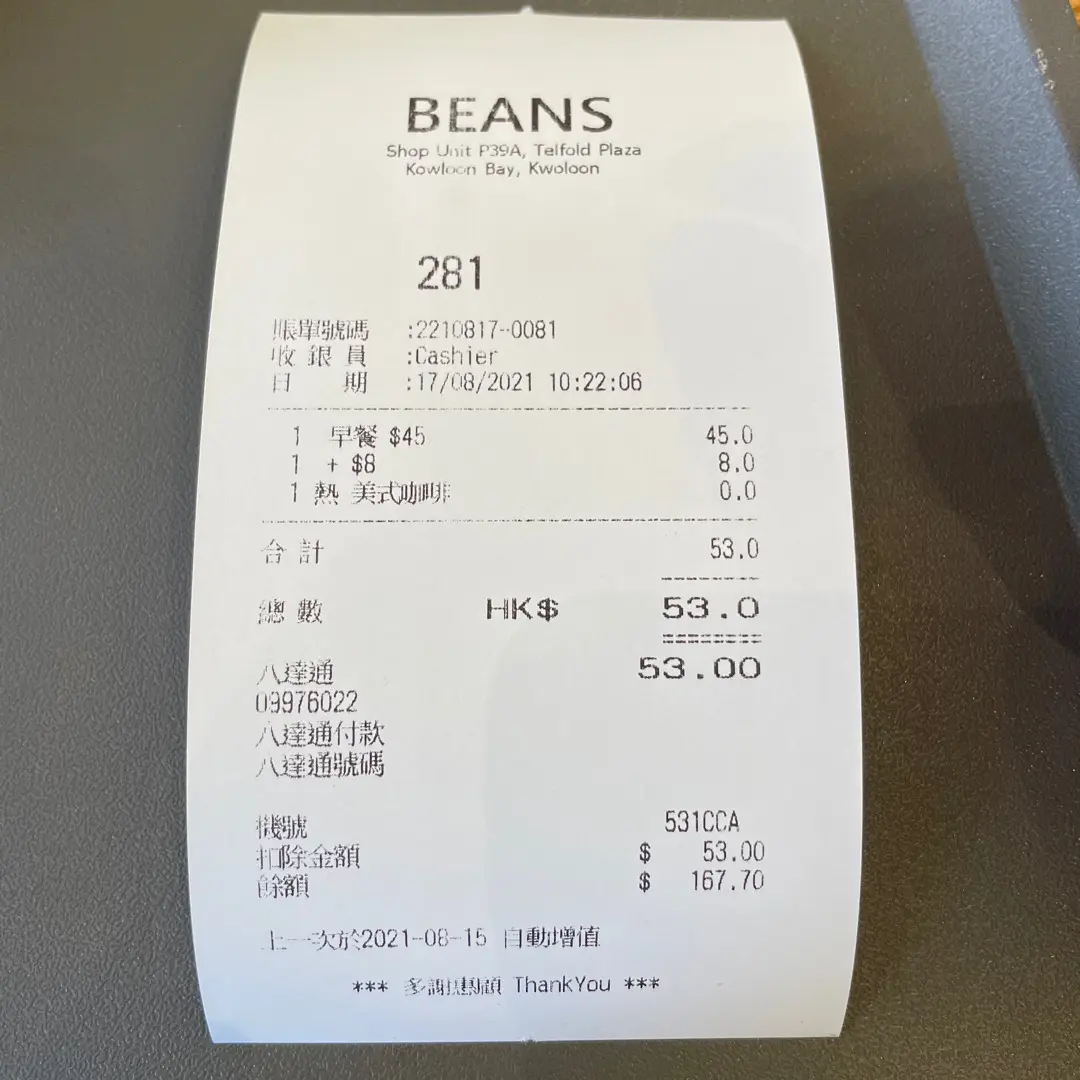 BEANS
Shop Unit P39A, Telfold Plaza
Kowloon Bay, Kwoloon
281
賬單號碼 :2210817-0081
收銀員 :Cashier
日期 :17/08/2021 10:22:06
1 早餐 $45 45.0
1 + $8 8.0
1 熱 美式咖啡 0.0
合計 53.0
總數 HK$ 53.0
八達通 53.00
09976022
八達通付款
八達通號碼
機號 531CCA
扣除金額 $ 53.00
餘額 $ 167.70
上一次於2021-08-15 自動增值
*** 多謝惠顧 ThankYou ***